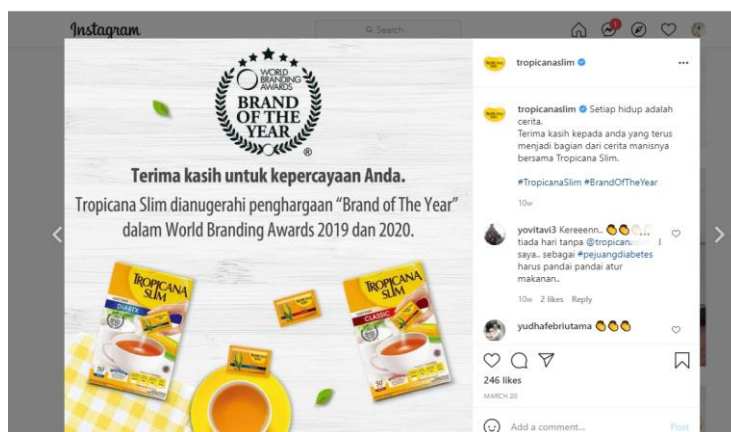 Instagram
Search
1
WORLD
BRANDING
AWARDS
BRAND
OF THE
YEAR
®
Terima kasih untuk kepercayaan Anda.
Tropicana Slim dianugerahi penghargaan “Brand of The Year”
dalam World Branding Awards 2019 dan 2020.
TROPICANA
SLIM
DIABTX
50
TROPICANA
SLIM
CLASSIC
50
tropicanaslim
tropicanaslim Setiap hidup adalah
cerita.
Terima kasih kepada anda yang terus
menjadi bagian dari cerita manisnya
bersama Tropicana Slim.
#TropicanaSlim #BrandOfTheYear
10w
yovitavi3 Kereeenn.. 👏👏👏...
tiada hari tanpa @tropicanaslim
saya.. sebagai #pejuangdiabetes
harus pandai pandai atur
makanan..
10w 2 likes Reply
yudhafebriutama 👏👏👏
246 likes
MARCH 20
Add a comment...
Post